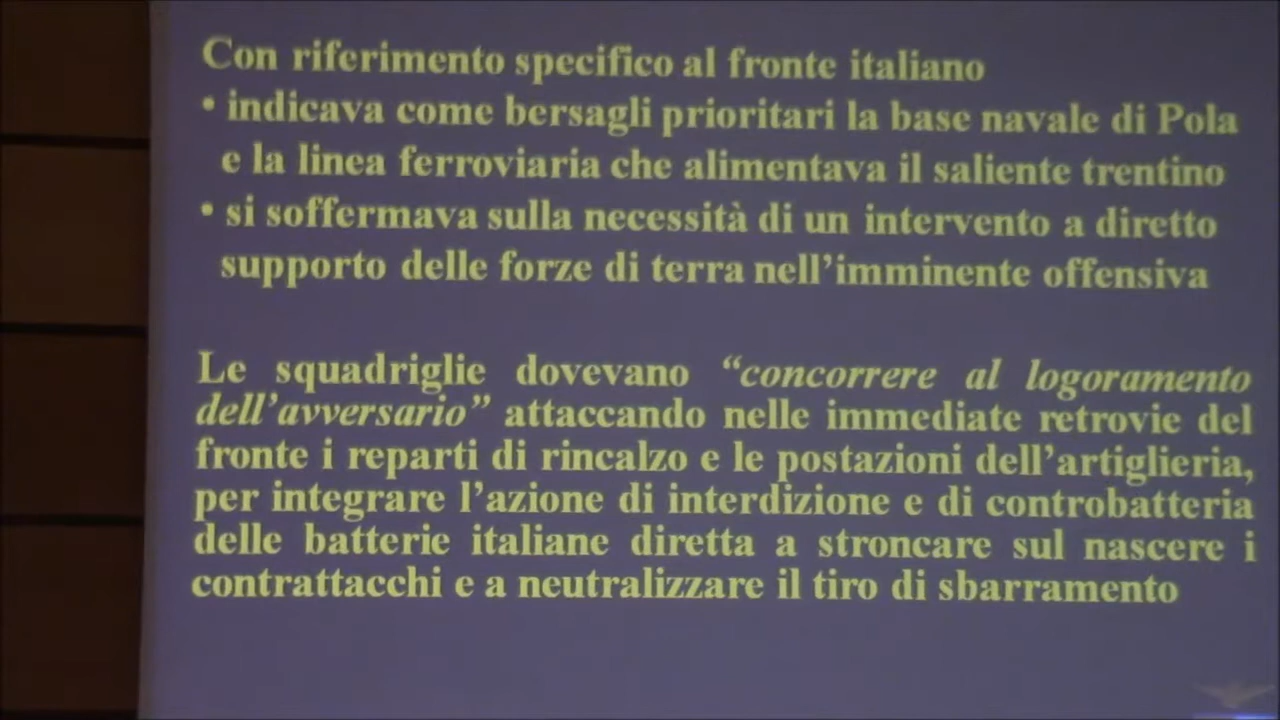 Con riferimento specifico al fronte italiano
• indicava come bersagli prioritari la base navale di Pola
e la linea ferroviaria che alimentava il saliente trentino
• si soffermava sulla necessità di un intervento a diretto
supporto delle forze di terra nell’imminente offensiva
Le squadriglie dovevano “concorrere al logoramento
dell’avversario” attaccando nelle immediate retrovie del
fronte i reparti di rincalzo e le postazioni dell’artiglieria,
per integrare l’azione di interdizione e di controbatteria
delle batterie italiane diretta a stroncare sul nascere i
contrattacchi e a neutralizzare il tiro di sbarramento